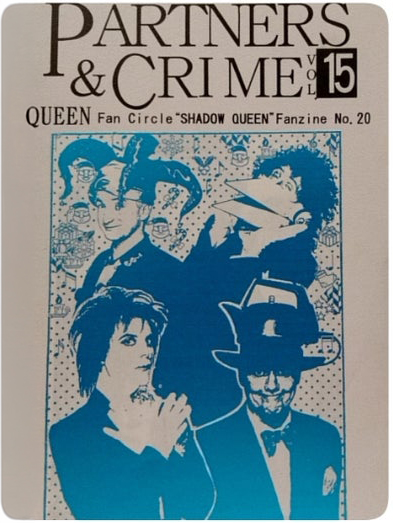 PARTNERS
& CRIME VOL 15
QUEEN Fan Circle "SHADOW QUEEN" Fanzine No. 20